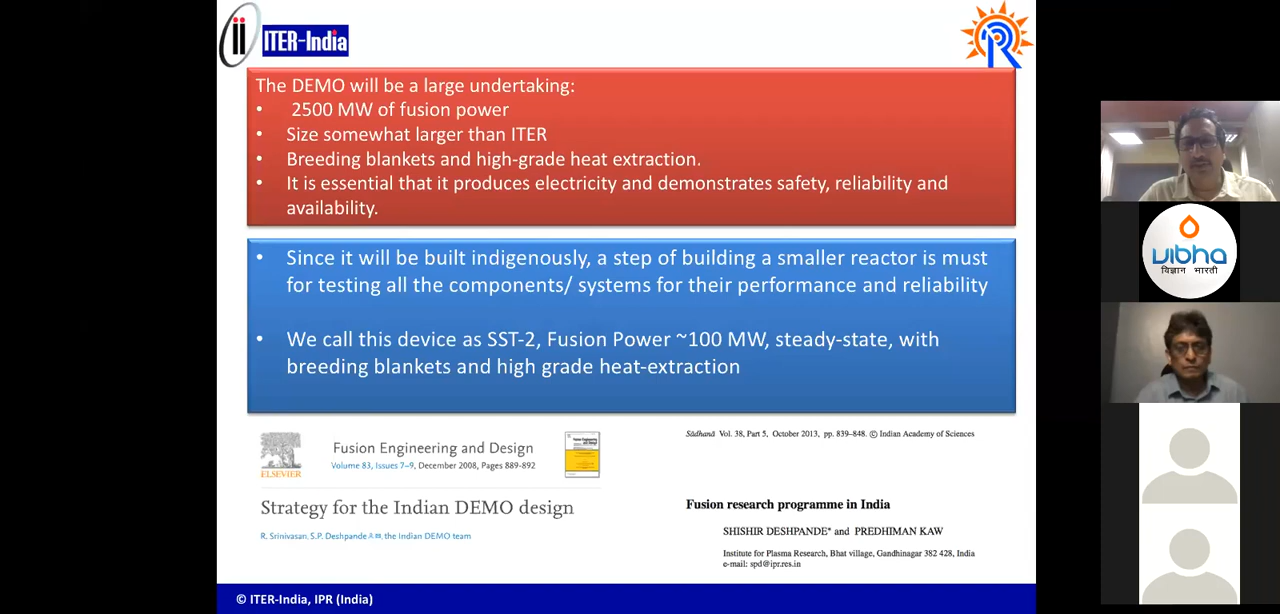 ITER-India
The DEMO will be a large undertaking:
• 2500 MW of fusion power
• Size somewhat larger than ITER
• Breeding blankets and high-grade heat extraction.
• It is essential that it produces electricity and demonstrates safety, reliability and
availability.
• Since it will be built indigenously, a step of building a smaller reactor is must
for testing all the components/ systems for their performance and reliability
• We call this device as SST-2, Fusion Power ~100 MW, steady-state, with
breeding blankets and high grade heat-extraction
ELSEVIER
Fusion Engineering and Design
Volume 83, Issues 7–9, December 2008, Pages 889-892
Strategy for the Indian DEMO design
R. Srinivasan, S.P. Deshpande, the Indian DEMO team
Sādhanā Vol. 38, Part 5, October 2013, pp. 839–848. © Indian Academy of Sciences
Fusion research programme in India
SHISHIR DESHPANDE* and PREDHIMAN KAW
Institute for Plasma Research, Bhat village, Gandhinagar 382 428, India
e-mail: spd@ipr.res.in
© ITER-India, IPR (India)
vibha
विज्ञान भारती